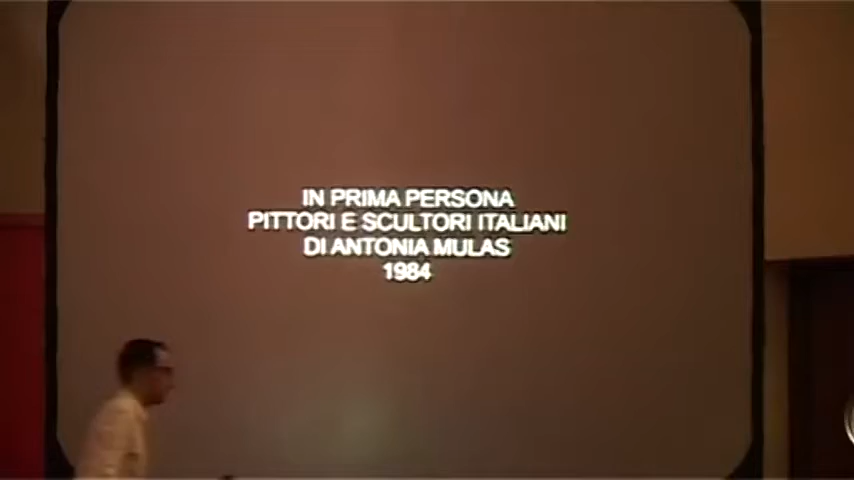 IN PRIMA PERSONA
PITTORI E SCULTORI ITALIANI
DI ANTONIA MULAS
1984